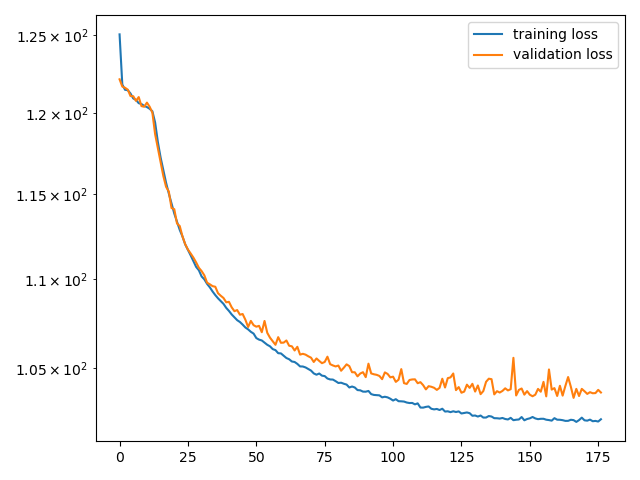 1.25 × 10²
1.2 × 10²
1.15 × 10²
1.1 × 10²
1.05 × 10²
0 25 50 75 100 125 150 175
training loss
validation loss